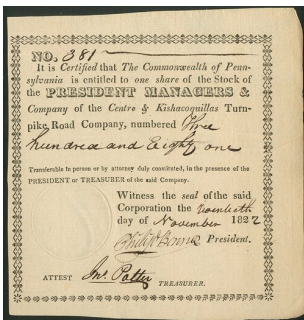 NO. 381
It is Certified that The Commonwealth of Penn-
sylvania is entitled to one share of the Stock of
the PRESIDENT MANAGERS &
Company of the Centre & Kishacoquillas Turn-
pike Road Company, numbered Three
hundred and Eighty one
Transferable in person or by attorney duly constituted, in the presence of the
PRESIDENT or TREASURER of the said Company.
Witness the seal of the said
Corporation the twentieth
day of November 1822
President.
ATTEST Jno. Potter
TREASURER.